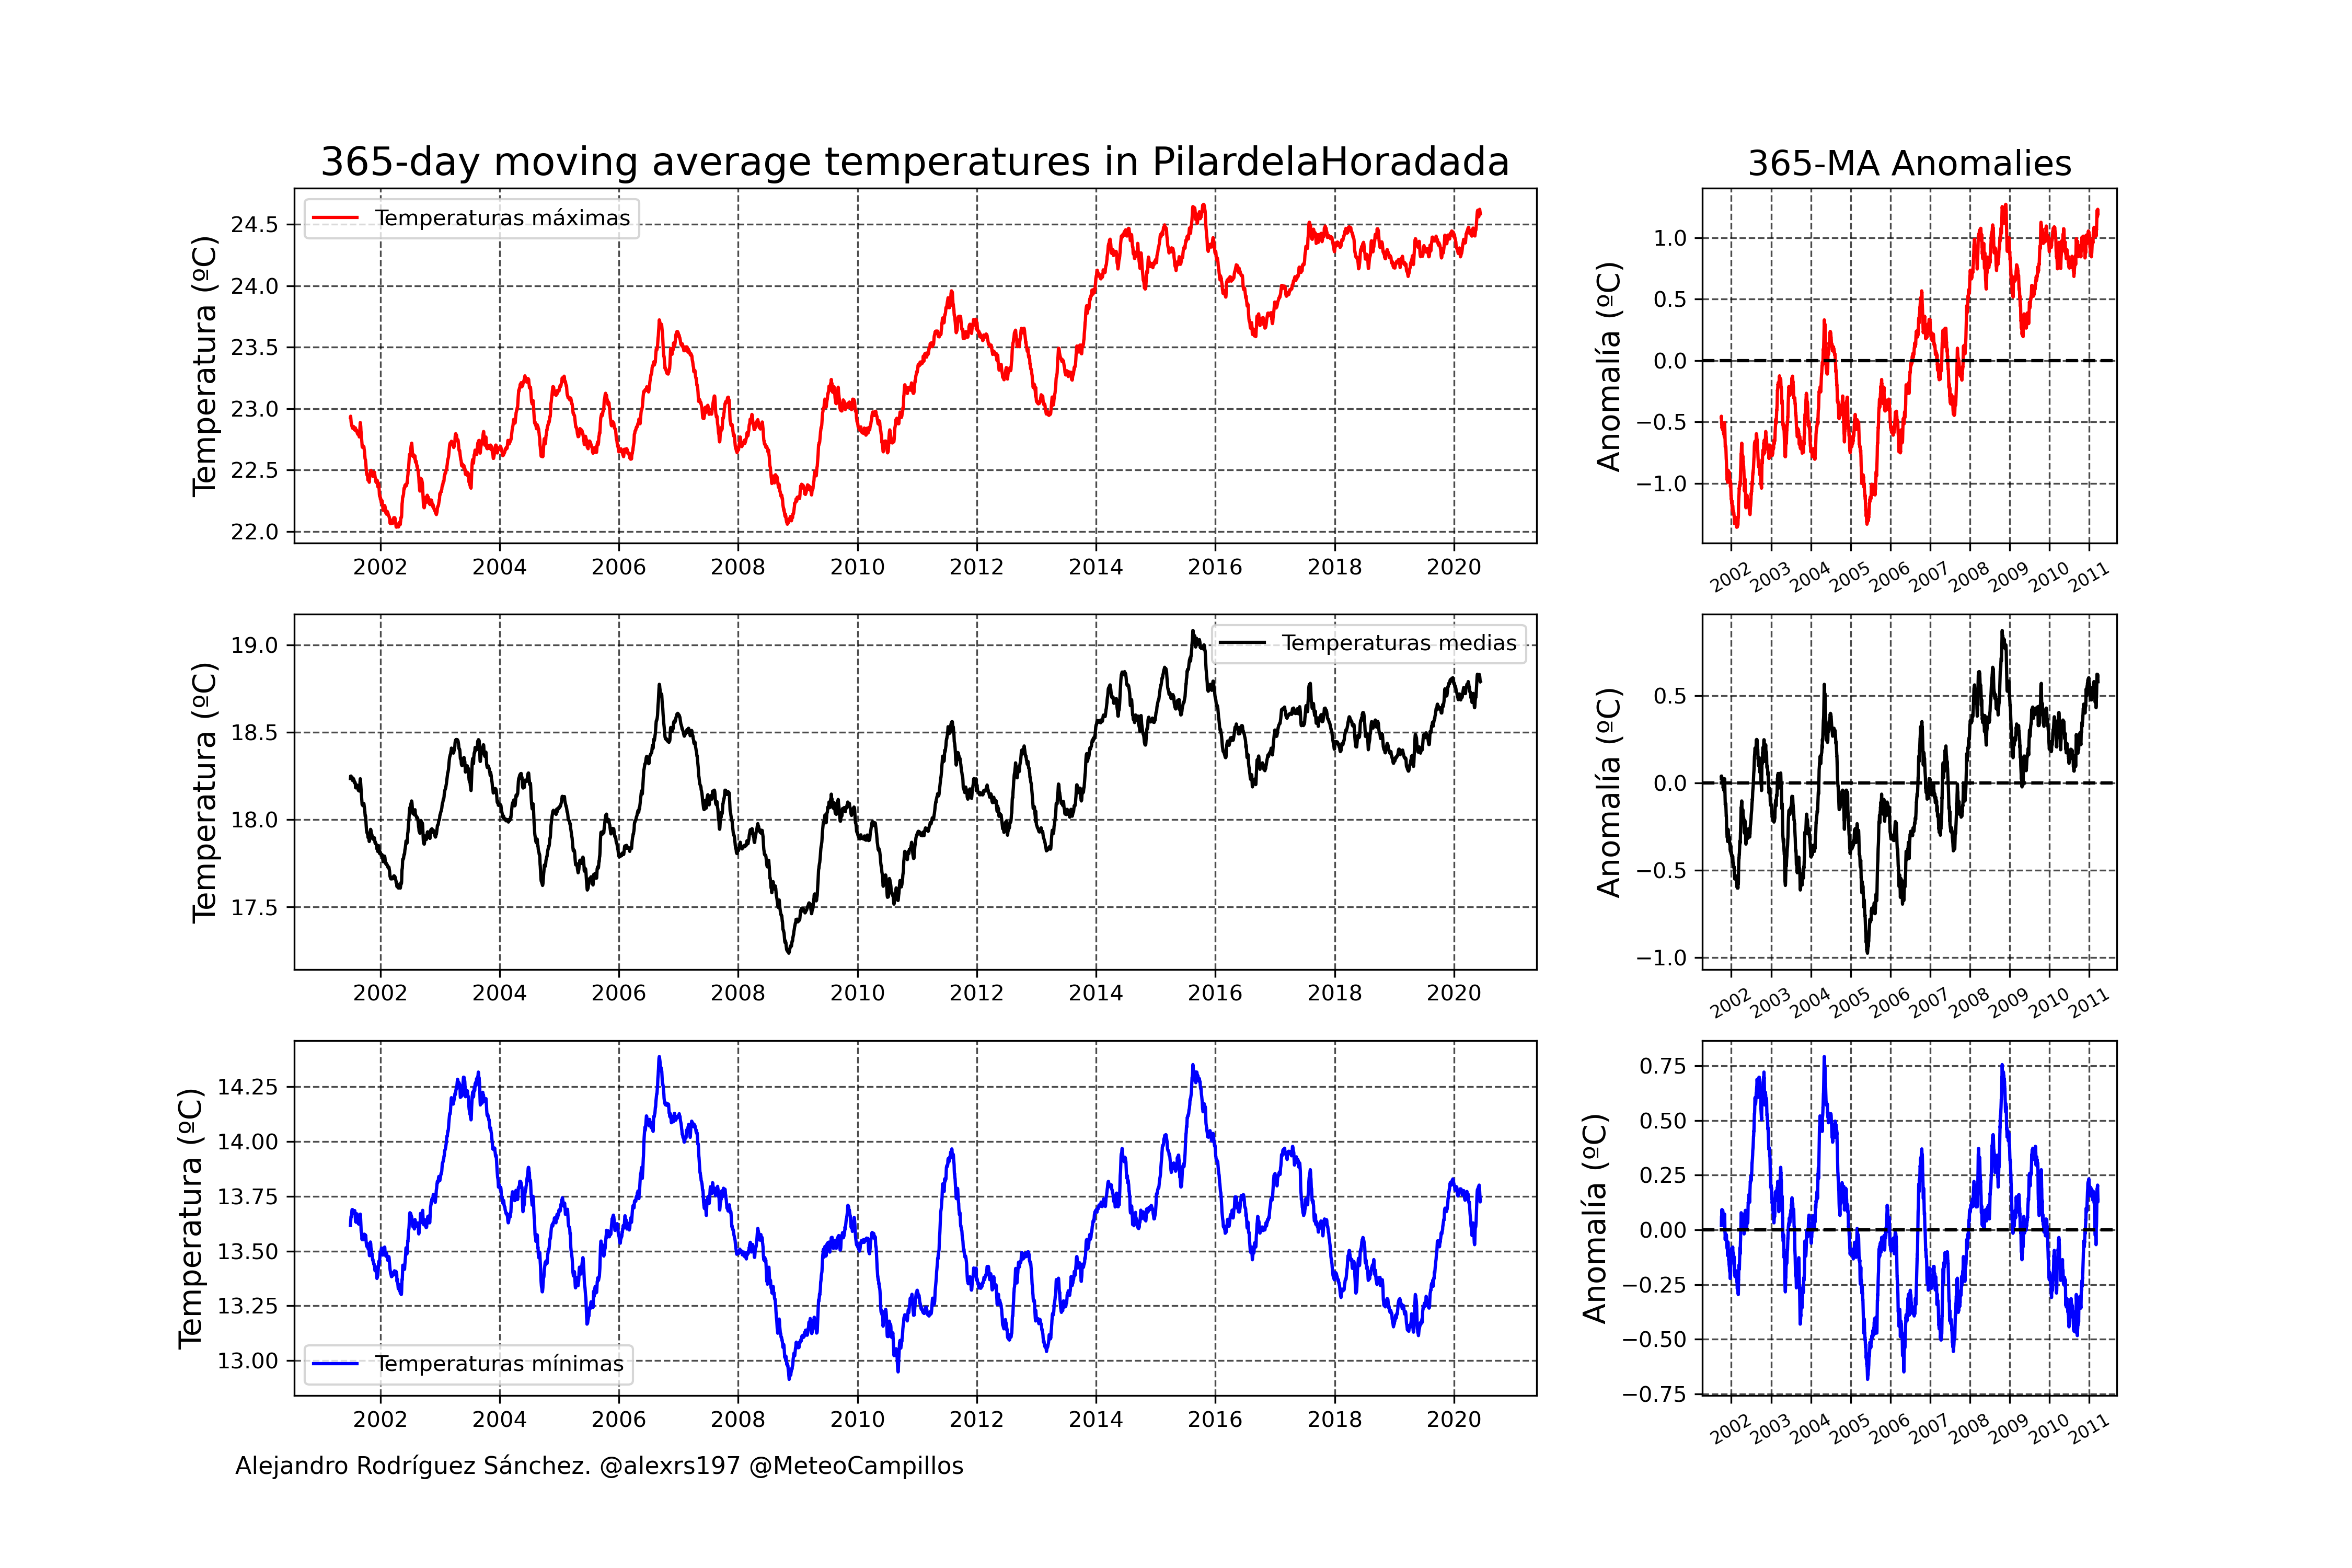 365-day moving average temperatures in PilardelaHoradada
Temperaturas máximas
Temperatura (ºC)
24.5
24.0
23.5
23.0
22.5
22.0
2002 2004 2006 2008 2010 2012 2014 2016 2018 2020
365-MA Anomalies
Anomalía (ºC)
1.0
0.5
0.0
−0.5
−1.0
2002 2003 2004 2005 2006 2007 2008 2009 2010 2011
Temperaturas medias
Temperatura (ºC)
19.0
18.5
18.0
17.5
2002 2004 2006 2008 2010 2012 2014 2016 2018 2020
Anomalía (ºC)
0.5
0.0
−0.5
−1.0
2002 2003 2004 2005 2006 2007 2008 2009 2010 2011
Temperatura (ºC)
14.25
14.00
13.75
13.50
13.25
13.00
Temperaturas mínimas
2002 2004 2006 2008 2010 2012 2014 2016 2018 2020
Anomalía (ºC)
0.75
0.50
0.25
0.00
−0.25
−0.50
−0.75
2002 2003 2004 2005 2006 2007 2008 2009 2010 2011
Alejandro Rodríguez Sánchez. @alexrs197 @MeteoCampillos